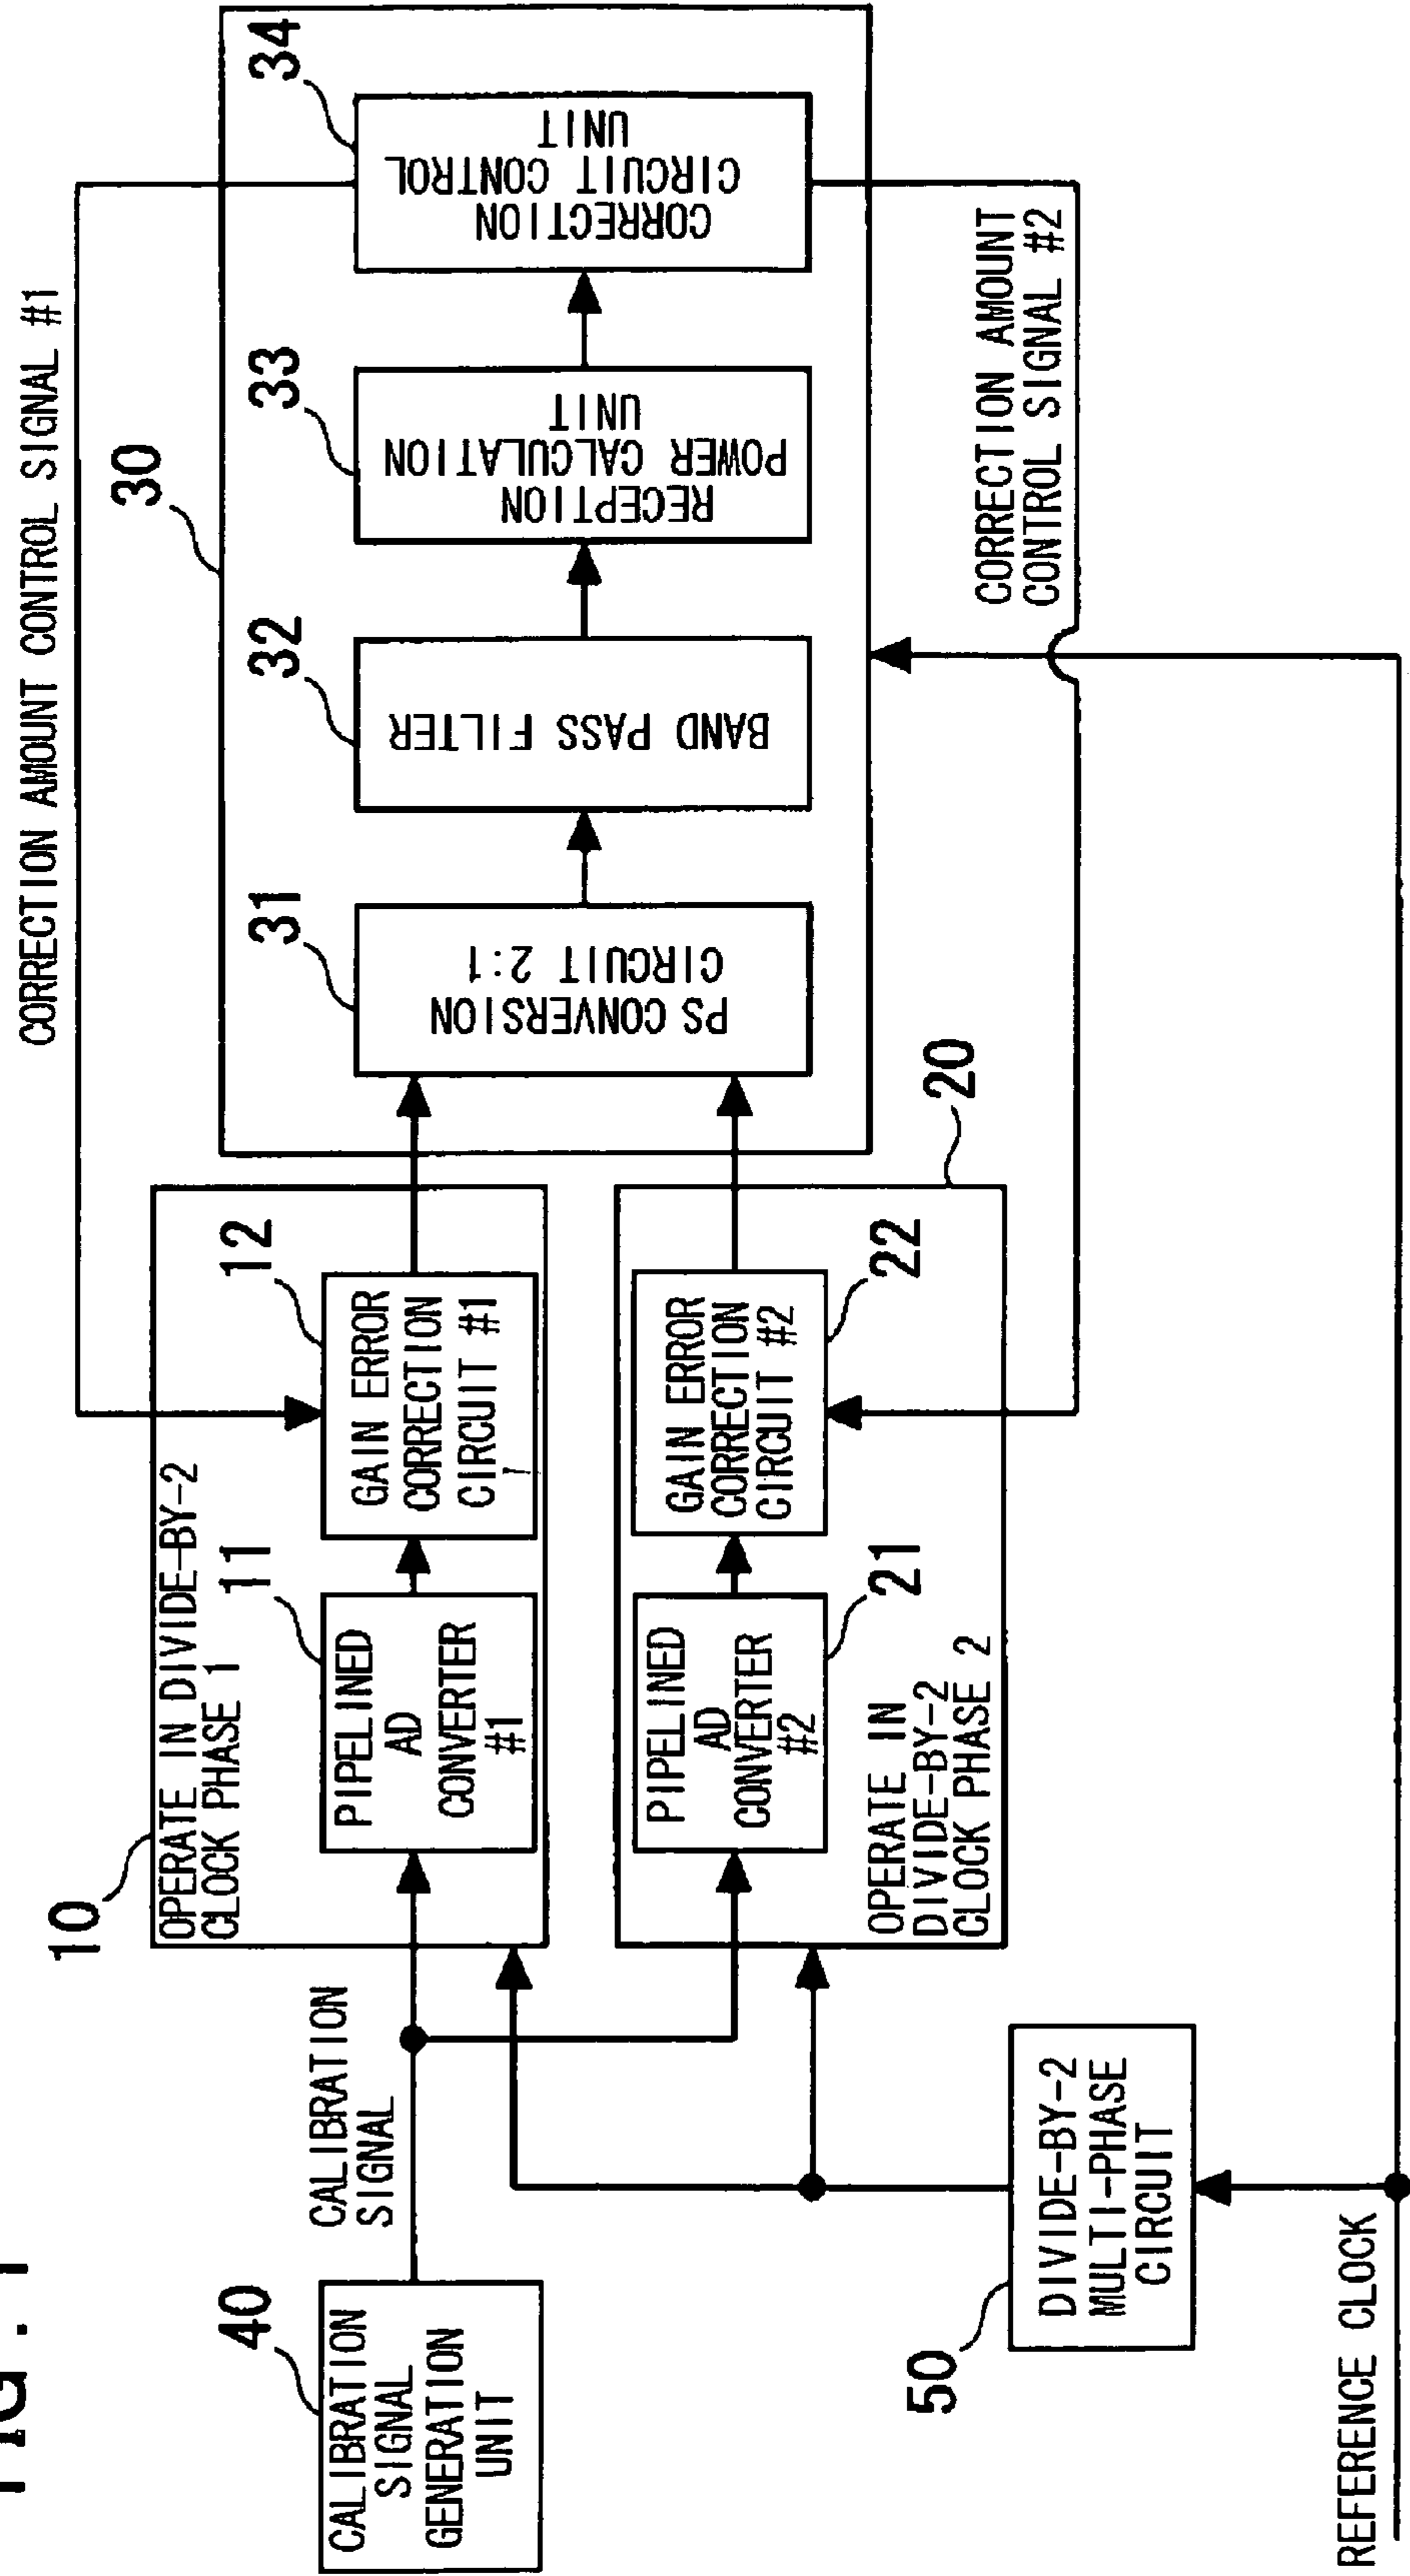 FIG. 1
CORRECTION AMOUNT CONTROL SIGNAL #1
10
OPERATE IN DIVIDE-BY-2
CLOCK PHASE 1
11
PIPELINED
AD
CONVERTER
#1
12
GAIN ERROR
CORRECTION
CIRCUIT #1
30
31
PS CONVERSION
CIRCUIT 2:1
32
BAND PASS FILTER
33
RECEPTION
POWER CALCULATION
UNIT
34
CORRECTION
CIRCUIT CONTROL
UNIT
40
CALIBRATION
SIGNAL
GENERATION
UNIT
CALIBRATION
SIGNAL
PIPELINED
AD
CONVERTER
#2
21
GAIN ERROR
CORRECTION
CIRCUIT #2
22
OPERATE IN
DIVIDE-BY-2
CLOCK PHASE 2
20
CORRECTION AMOUNT
CONTROL SIGNAL #2
50
DIVIDE-BY-2
MULTI-PHASE
CIRCUIT
REFERENCE CLOCK